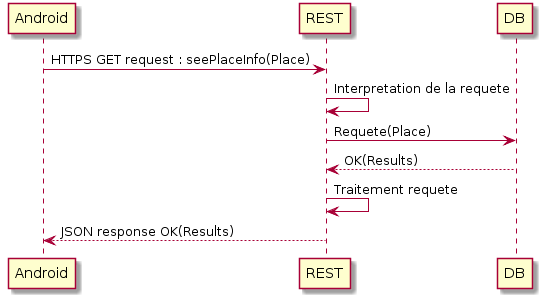 Android REST DB
HTTPS GET request : seePlaceInfo(Place)
Interpretation de la requete
Requete(Place)
OK(Results)
Traitement requete
JSON response OK(Results)
Android REST DB